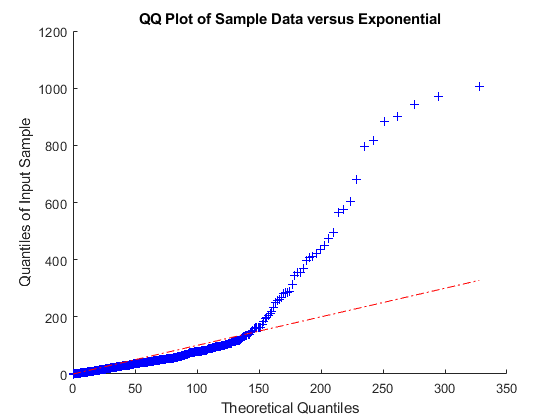 QQ Plot of Sample Data versus Exponential
1200
1000
800
600
400
200
0
Quantiles of Input Sample
0 50 100 150 200 250 300 350
Theoretical Quantiles